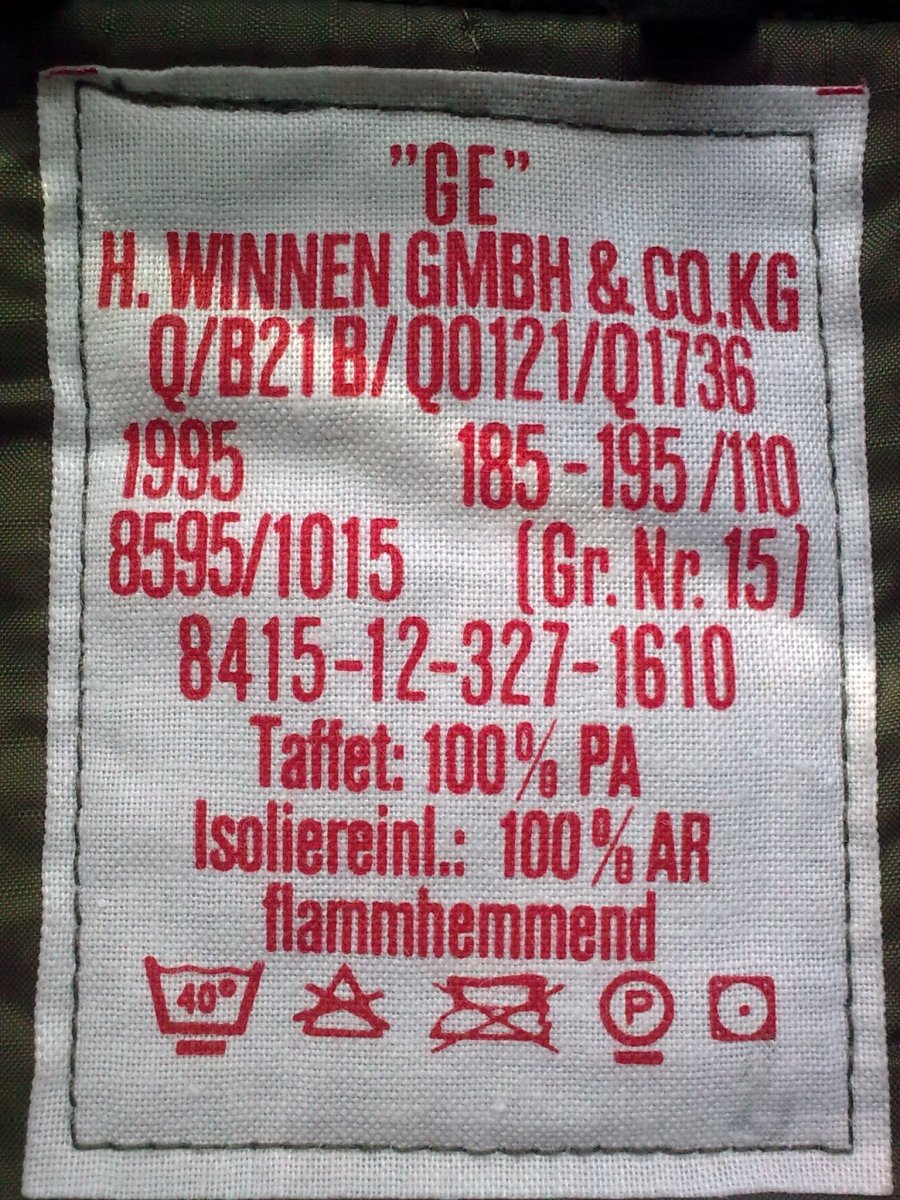 "GE"
H. WINNEN GMBH & CO.KG
Q/B21B/Q0121/Q1736
1995 185-195/110
8595/1015 (Gr. Nr. 15)
8415-12-327-1610
Taffet: 100% PA
Isoliereinl.: 100% AR
flammhemmend
40° P